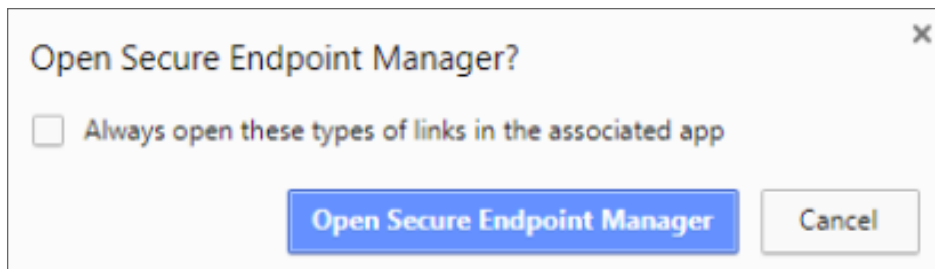 Open Secure Endpoint Manager?
Always open these types of links in the associated app
Open Secure Endpoint Manager Cancel